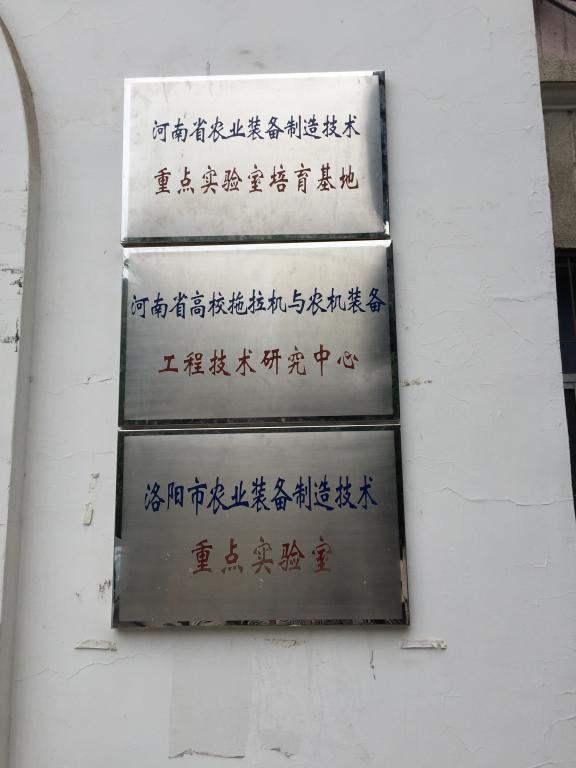 河南省农业装备制造技术
重点实验室培育基地
河南省高校拖拉机与农机装备
工程技术研究中心
洛阳市农业装备制造技术
重点实验室